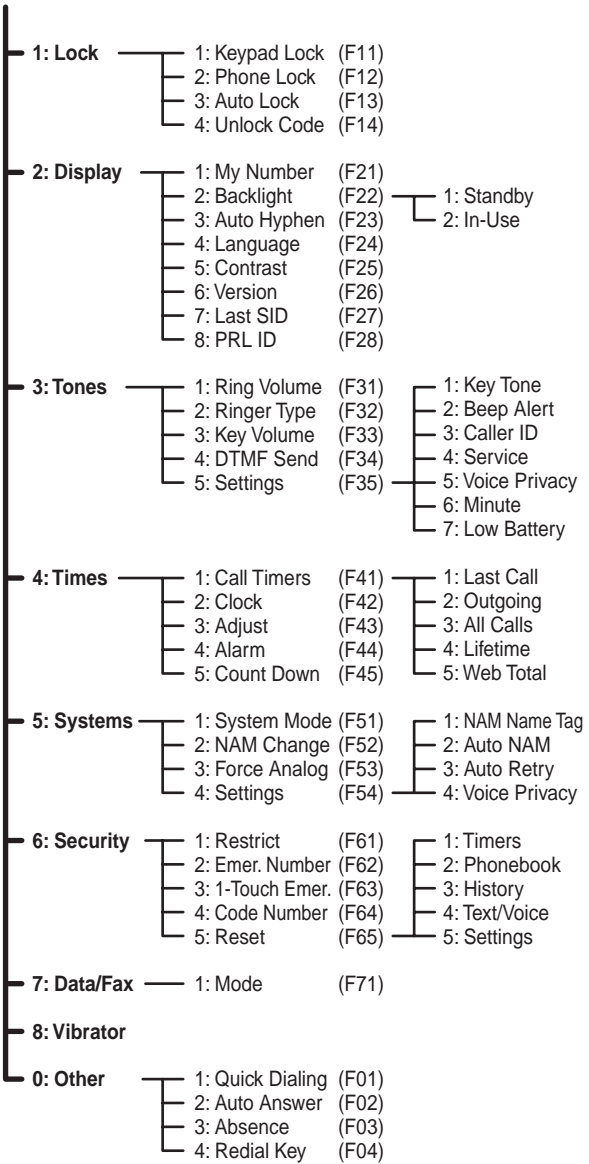 1: Lock 1: Keypad Lock (F11)
2: Phone Lock (F12)
3: Auto Lock (F13)
4: Unlock Code (F14)
2: Display 1: My Number (F21)
2: Backlight (F22) 1: Standby
3: Auto Hyphen (F23) 2: In-Use
4: Language (F24)
5: Contrast (F25)
6: Version (F26)
7: Last SID (F27)
8: PRL ID (F28)
3: Tones 1: Ring Volume (F31) 1: Key Tone
2: Ringer Type (F32) 2: Beep Alert
3: Key Volume (F33) 3: Caller ID
4: DTMF Send (F34) 4: Service
5: Settings (F35) 5: Voice Privacy
6: Minute
7: Low Battery
4: Times 1: Call Timers (F41) 1: Last Call
2: Clock (F42) 2: Outgoing
3: Adjust (F43) 3: All Calls
4: Alarm (F44) 4: Lifetime
5: Count Down (F45) 5: Web Total
5: Systems 1: System Mode (F51) 1: NAM Name Tag
2: NAM Change (F52) 2: Auto NAM
3: Force Analog (F53) 3: Auto Retry
4: Settings (F54) 4: Voice Privacy
6: Security 1: Restrict (F61) 1: Timers
2: Emer. Number (F62) 2: Phonebook
3: 1-Touch Emer. (F63) 3: History
4: Code Number (F64) 4: Text/Voice
5: Reset (F65) 5: Settings
7: Data/Fax 1: Mode (F71)
8: Vibrator
0: Other 1: Quick Dialing (F01)
2: Auto Answer (F02)
3: Absence (F03)
4: Redial Key (F04)